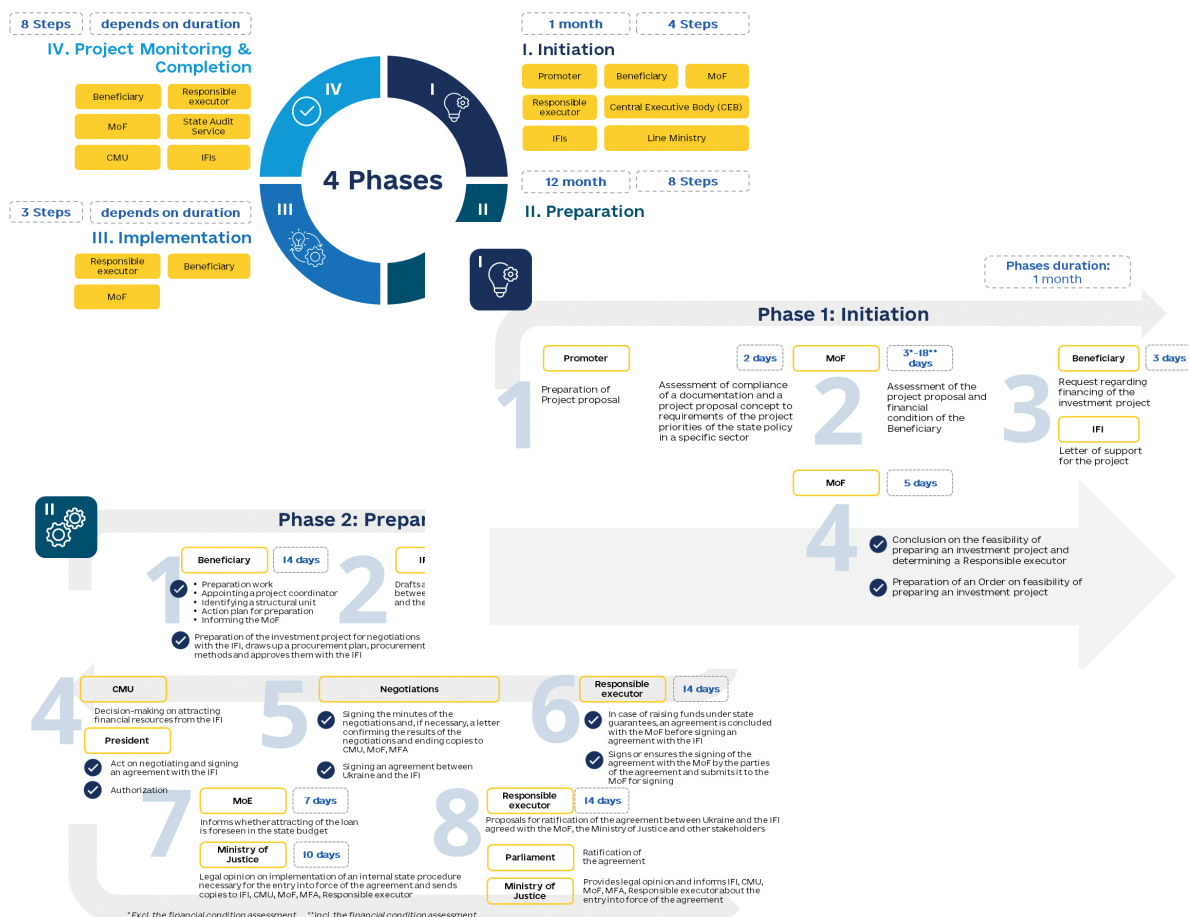 8 Steps
depends on duration
IV. Project Monitoring &
Completion
Beneficiary
Responsible
executor
MoF
State Audit
Service
CMU
IFIs
3 Steps
depends on duration
III. Implementation
Responsible
executor
Beneficiary
MoF
IV
I
4 Phases
III
II
1 month
4 Steps
I. Initiation
Promoter
Beneficiary
MoF
Responsible
executor
Central Executive Body (CEB)
IFIs
Line Ministry
12 month
8 Steps
II. Preparation
I
Phases duration:
1 month
Phase 1: Initiation
1
Promoter
Preparation of
Project proposal
2 days
Assessment of compliance
of a documentation and a
project proposal concept to
requirements of the project
priorities of the state policy
in a specific sector
MoF
2
3*-18**
days
Assessment of the
project proposal and
financial
condition of the
Beneficiary
3
Beneficiary
3 days
Request regarding
financing of the
investment project
IFI
Letter of support
for the project
MoF
5 days
4
Conclusion on the feasibility of
preparing an investment project and
determining a Responsible executor
Preparation of an Order on feasibility of
preparing an investment project
II
Phase 2: Prepar
1
Beneficiary
14 days
• Preparation work
• Appointing a project coordinator
• Identifying a structural unit
• Action plan for preparation
• Informing the MoF
Preparation of the investment project for negotiations
with the IFI, draws up a procurement plan, procurement
methods and approves them with the IFI
2
Drafts a
betwee
and the
4
CMU
Decision-making on attracting
financial resources from the IFI
President
Act on negotiating and signing
an agreement with the IFI
Authorization
5
Negotiations
Signing the minutes of the
negotiations and, if necessary, a letter
confirming the results of the
negotiations and ending copies to
CMU, MoF, MFA
Signing an agreement between
Ukraine and the IFI
6
Responsible
executor
14 days
In case of raising funds under state
guarantees, an agreement is concluded
with the MoF before signing an
agreement with the IFI
Signs or ensures the signing of the
agreement with the MoF by the parties
of the agreement and submits it to the
MoF for signing
7
MoE
7 days
Informs whether attracting of the loan
is foreseen in the state budget
Ministry of
Justice
10 days
Legal opinion on implementation of an internal state procedure
necessary for the entry into force of the agreement and sends
copies to IFI, CMU, MoF, MFA, Responsible executor
8
Responsible
executor
14 days
Proposals for ratification of the agreement between Ukraine and the IFI
agreed with the MoF, the Ministry of Justice and other stakeholders
Parliament
Ratification of
the agreement
Ministry of
Justice
Provides legal opinion and informs IFI, CMU,
MoF, MFA, Responsible executor about the
entry into force of the agreement
*Excl. the financial condition assessment **Incl. the financial condition assessment